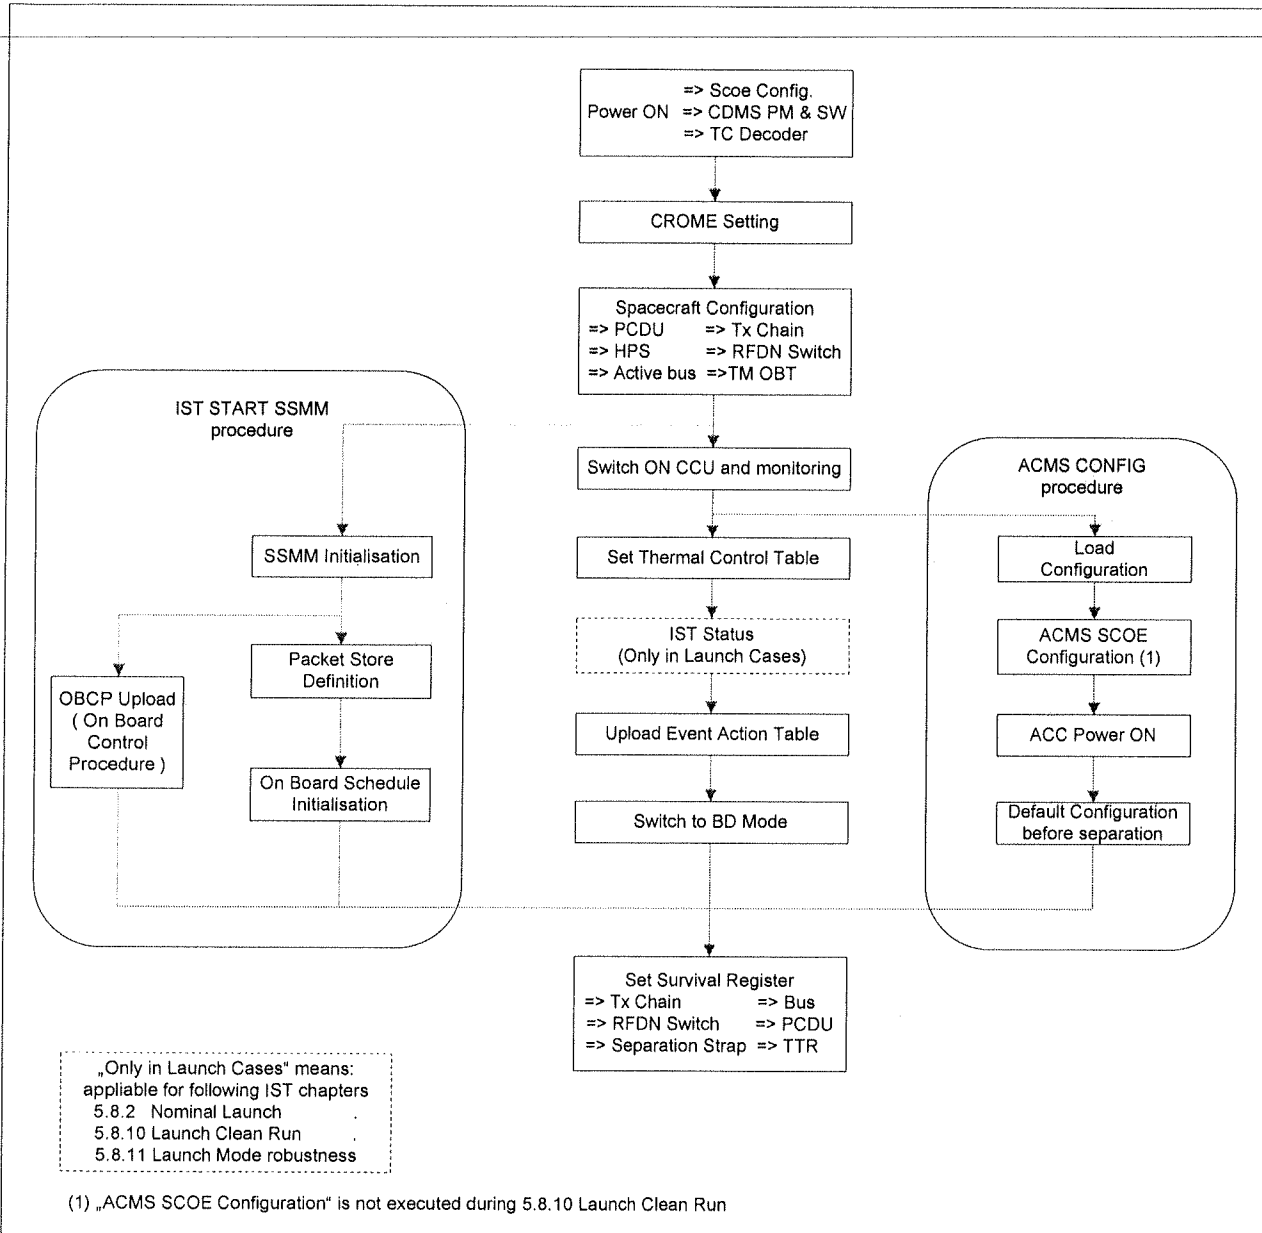 => Scoe Config.
Power ON => CDMS PM & SW
=> TC Decoder
CROME Setting
Spacecraft Configuration
=> PCDU => Tx Chain
=> HPS => RFDN Switch
=> Active bus =>TM OBT
IST START SSMM
procedure
Switch ON CCU and monitoring
ACMS CONFIG
procedure
SSMM Initialisation
Set Thermal Control Table
Load
Configuration
IST Status
(Only in Launch Cases)
ACMS SCOE
Configuration (1)
Packet Store
Definition
OBCP Upload
( On Board
Control
Procedure )
Upload Event Action Table
ACC Power ON
On Board Schedule
Initialisation
Switch to BD Mode
Default Configuration
before separation
Set Survival Register
=> Tx Chain => Bus
=> RFDN Switch => PCDU
=> Separation Strap => TTR
„Only in Launch Cases“ means:
appliable for following IST chapters
5.8.2 Nominal Launch
5.8.10 Launch Clean Run
5.8.11 Launch Mode robustness
(1) „ACMS SCOE Configuration“ is not executed during 5.8.10 Launch Clean Run